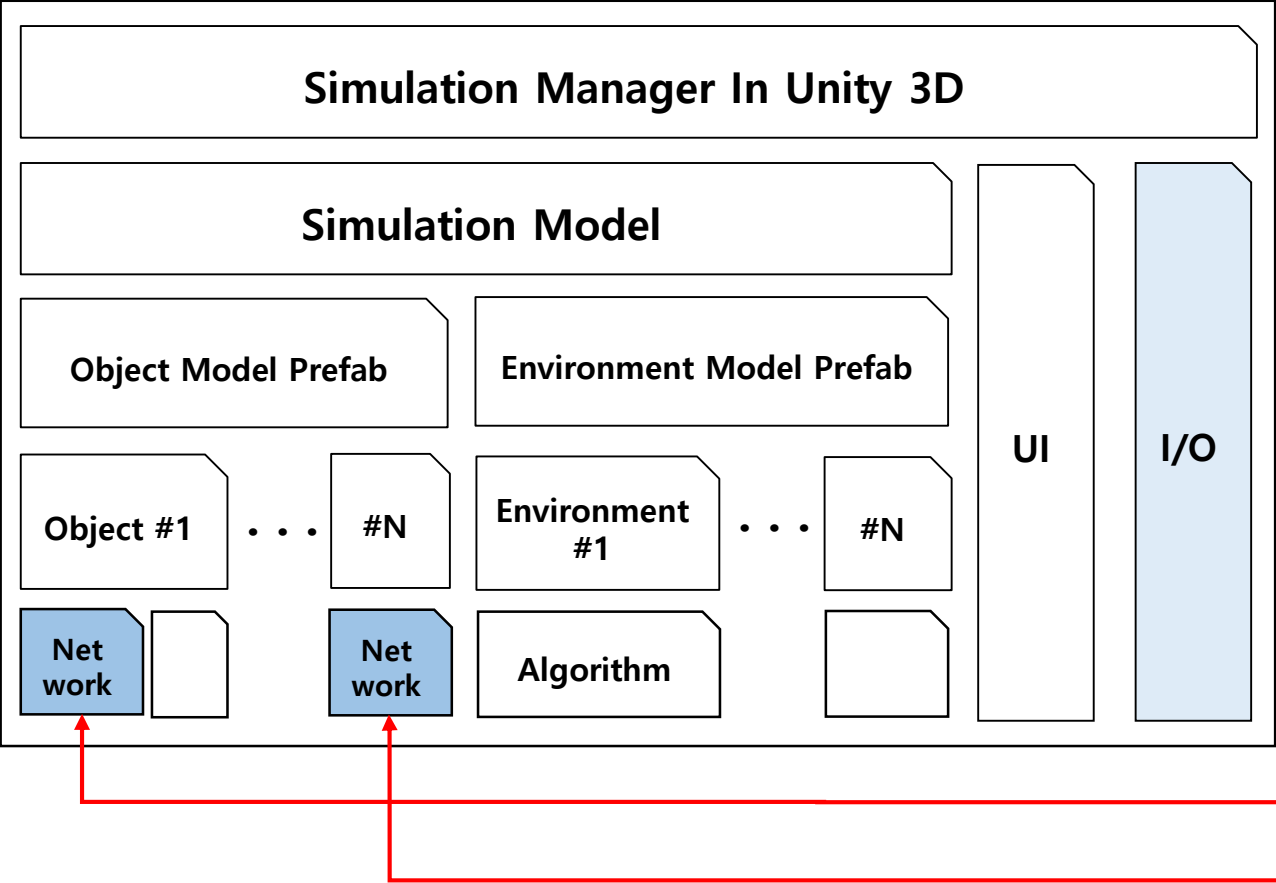 Simulation Manager In Unity 3D
Simulation Model
Object Model Prefab
Environment Model Prefab
UI
I/O
Object #1
. . .
#N
Environment
#1
. . .
#N
Net
work
Net
work
Algorithm